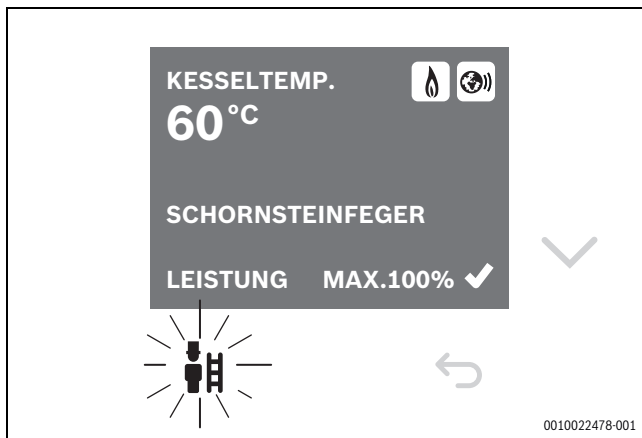 KESSELTEMP.
60°C
SCHORNSTEINFEGER
LEISTUNG MAX.100%
0010022478-001